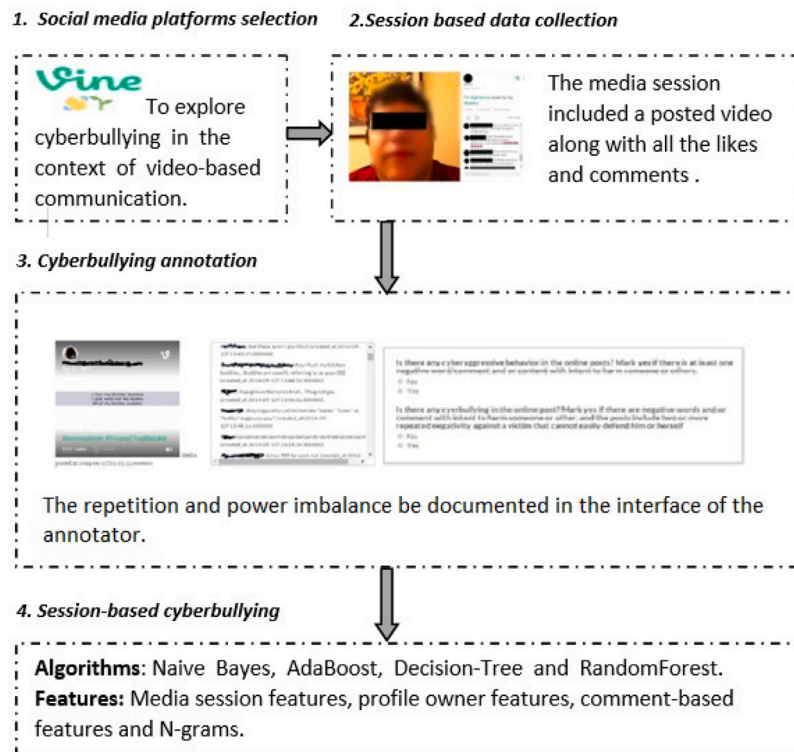 1. Social media platforms selection
2.Session based data collection
Vine
To explore
cyberbullying in the
context of video-based
communication.
The media session
included a posted video
along with all the likes
and comments .
3. Cyberbullying annotation
Is there any cyber aggressive behavior in the online posts? Mark yes if there is at least one
negative word/comment and or content with intent to harm someone or others.
No
Yes
Is there any cyberbullying in the online post? Mark yes if there are negative words and or
comment with intent to harm someone or other, and the posts include two or more
repeated negativity against a victim that cannot easily defend him or herself
No
Yes
The repetition and power imbalance be documented in the interface of the
annotator.
4. Session-based cyberbullying
Algorithms: Naive Bayes, AdaBoost, Decision-Tree and RandomForest.
Features: Media session features, profile owner features, comment-based
features and N-grams.